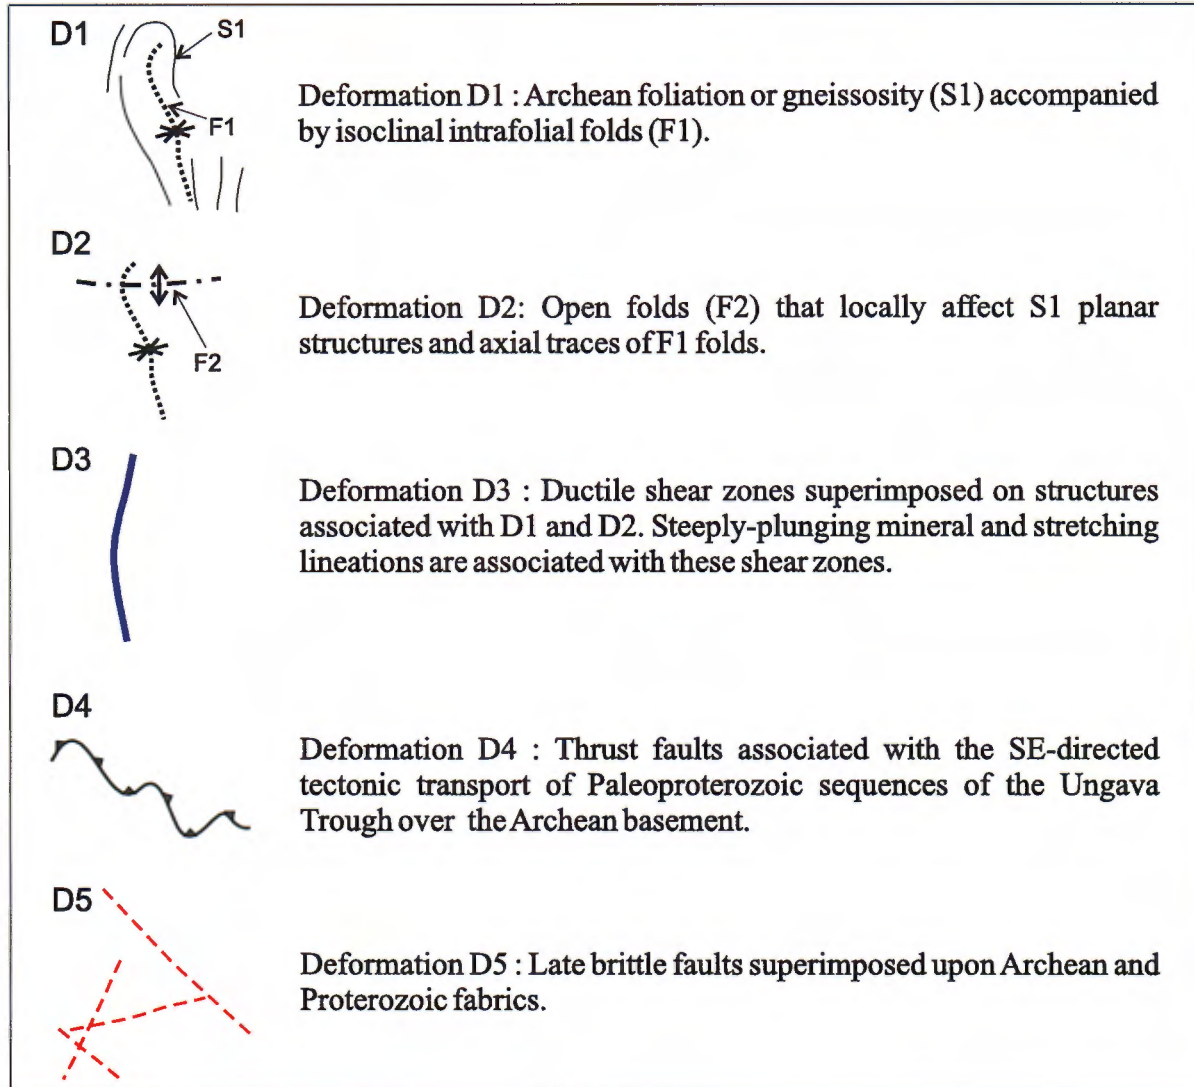 D1
S1
F1
Deformation D1 : Archean foliation or gneissosity (S1) accompanied
by isoclinal intrafolial folds (F1).
D2
F2
Deformation D2: Open folds (F2) that locally affect S1 planar
structures and axial traces of F1 folds.
D3
Deformation D3 : Ductile shear zones superimposed on structures
associated with D1 and D2. Steeply-plunging mineral and stretching
lineations are associated with these shear zones.
D4
Deformation D4 : Thrust faults associated with the SE-directed
tectonic transport of Paleoproterozoic sequences of the Ungava
Trough over the Archean basement.
D5
Deformation D5 : Late brittle faults superimposed upon Archean and
Proterozoic fabrics.